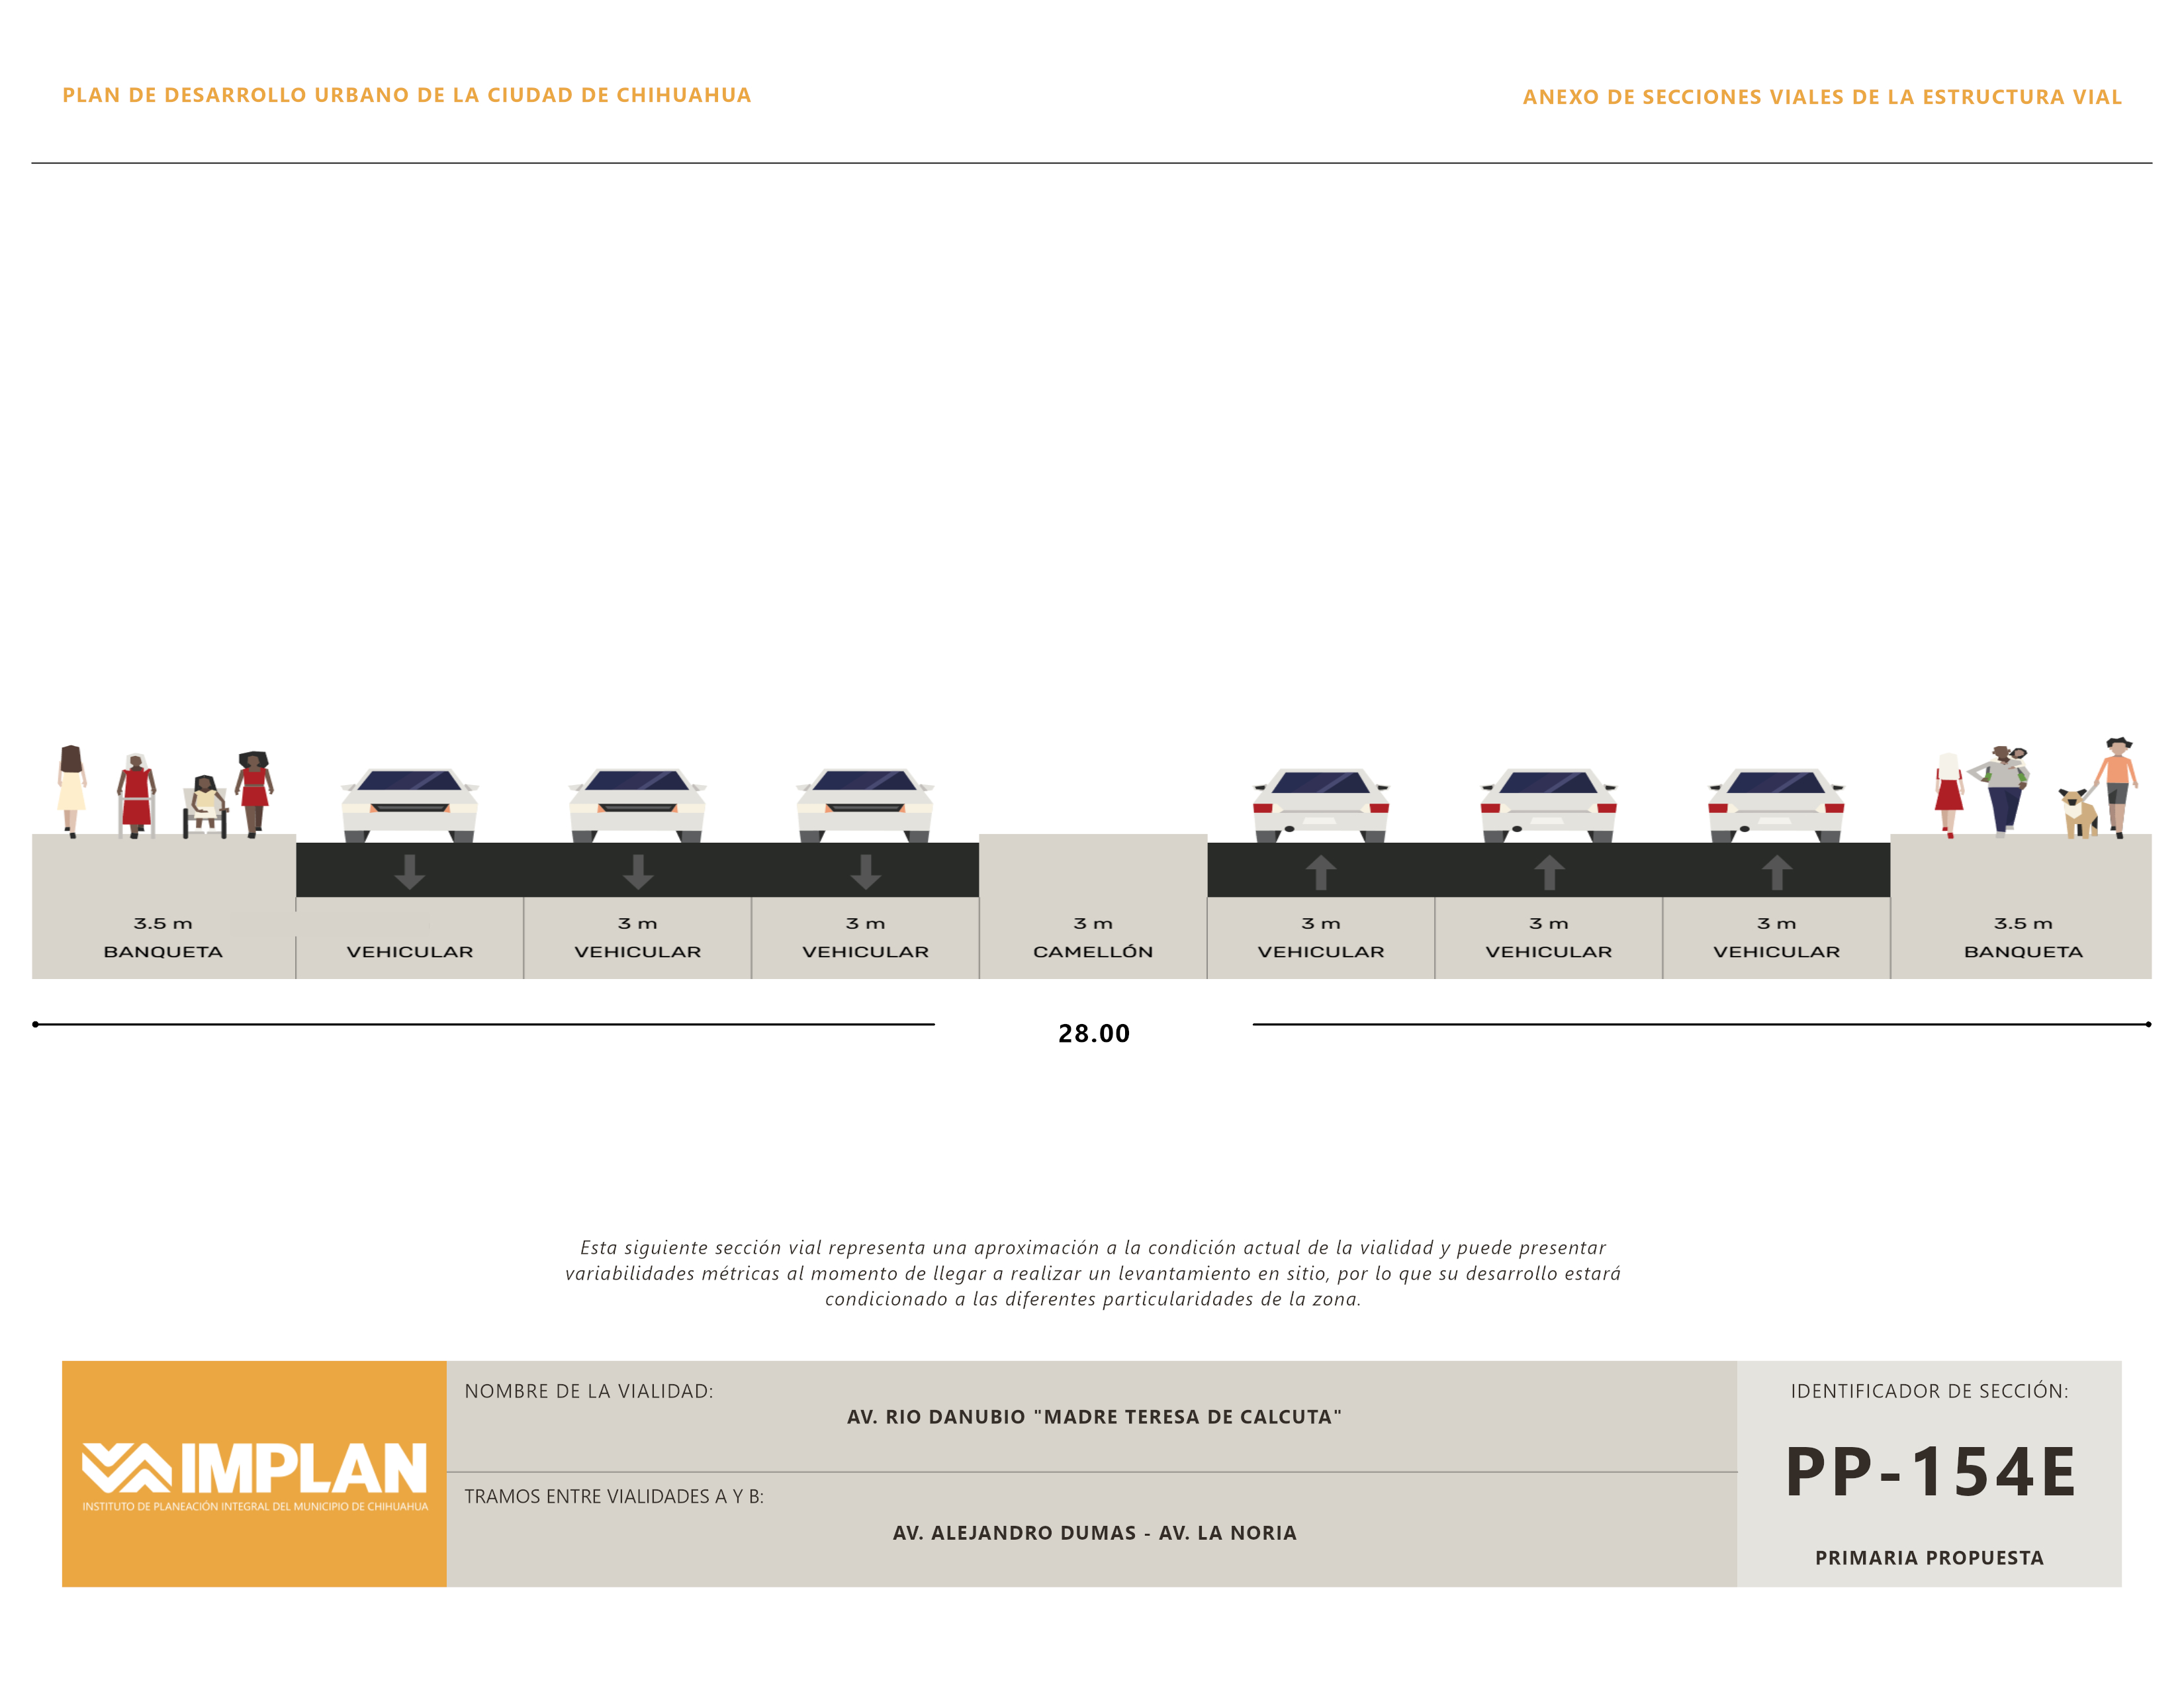 PLAN DE DESARROLLO URBANO DE LA CIUDAD DE CHIHUAHUA
ANEXO DE SECCIONES VIALES DE LA ESTRUCTURA VIAL
3.5 m
BANQUETA
VEHICULAR
3 m
VEHICULAR
3 m
VEHICULAR
3 m
CAMELLÓN
3 m
VEHICULAR
3 m
VEHICULAR
3 m
VEHICULAR
3.5 m
BANQUETA
28.00
Esta siguiente sección vial representa una aproximación a la condición actual de la vialidad y puede presentar
variabilidades métricas al momento de llegar a realizar un levantamiento en sitio, por lo que su desarrollo estará
condicionado a las diferentes particularidades de la zona.
IMPLAN
INSTITUTO DE PLANEACIÓN INTEGRAL DEL MUNICIPIO DE CHIHUAHUA
NOMBRE DE LA VIALIDAD:
AV. RIO DANUBIO "MADRE TERESA DE CALCUTA"
TRAMOS ENTRE VIALIDADES A Y B:
AV. ALEJANDRO DUMAS - AV. LA NORIA
IDENTIFICADOR DE SECCIÓN:
PP-154E
PRIMARIA PROPUESTA